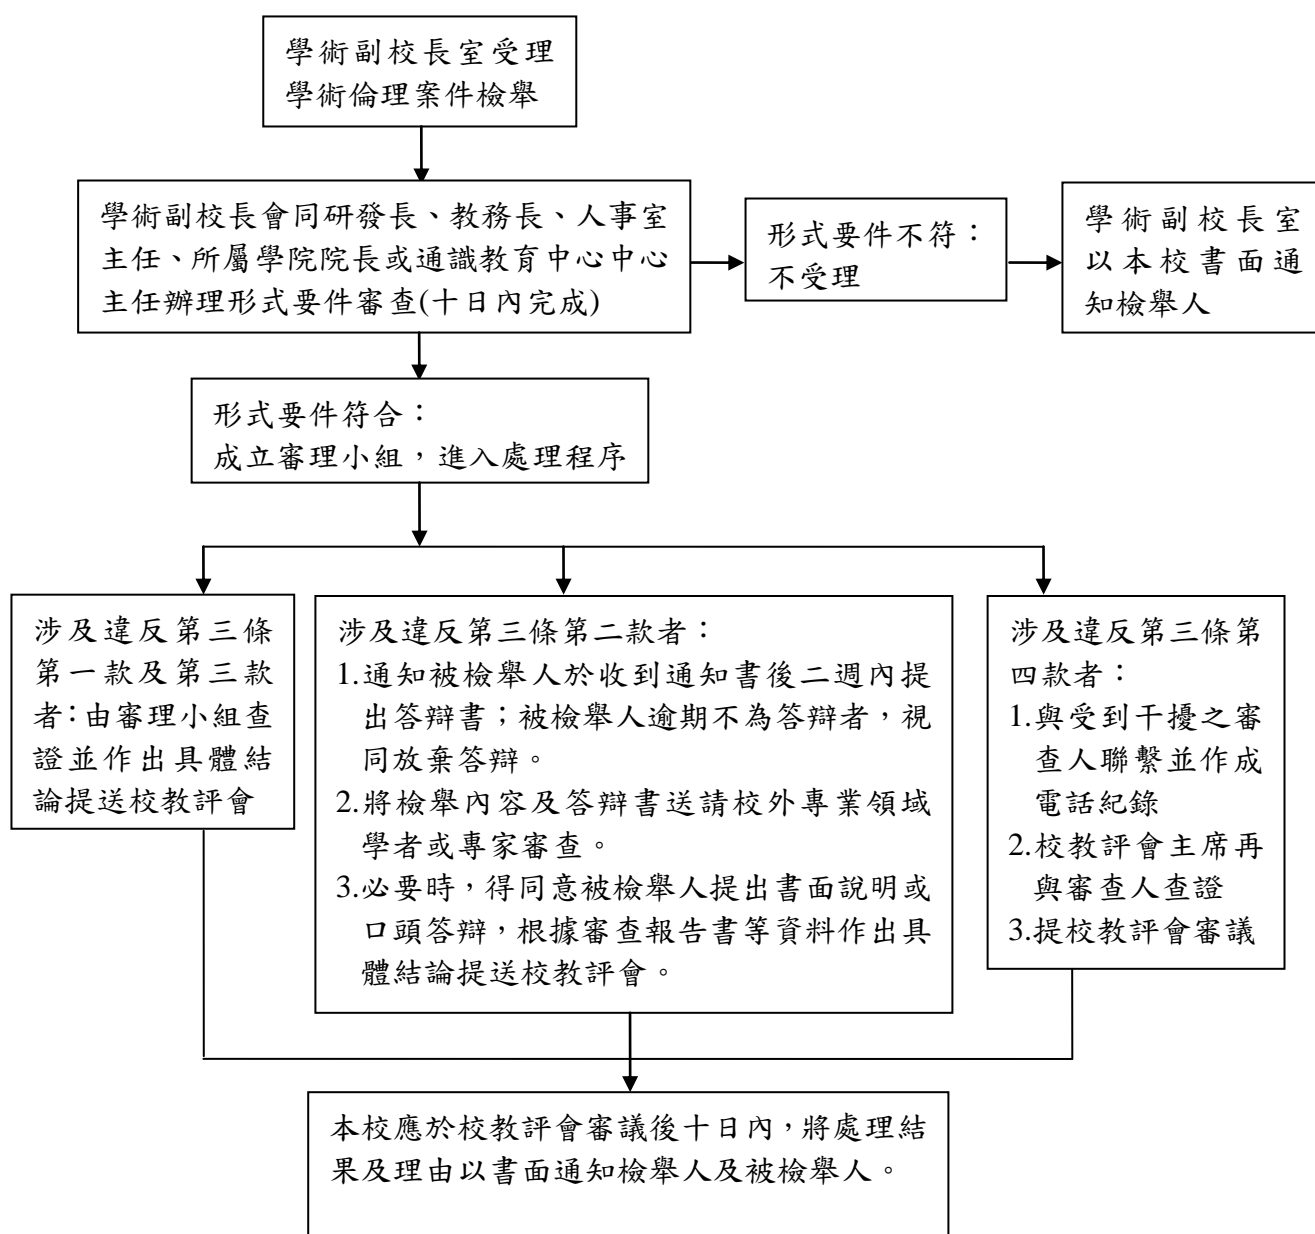 學術副校長室受理
學術倫理案件檢舉
學術副校長會同研發長、教務長、人事室
主任、所屬學院院長或通識教育中心中心
主任辦理形式要件審查(十日內完成)
形式要件不符：
不受理
學術副校長室
以本校書面通
知檢舉人
形式要件符合：
成立審理小組，進入處理程序
涉及違反第三條
第一款及第三款
者：由審理小組查
證並作出具體結
論提送校教評會
涉及違反第三條第二款者：
1.通知被檢舉人於收到通知書後二週內提
出答辯書；被檢舉人逾期不為答辯者，視
同放棄答辯。
2.將檢舉內容及答辯書送請校外專業領域
學者或專家審查。
3.必要時，得同意被檢舉人提出書面說明或
口頭答辯，根據審查報告書等資料作出具
體結論提送校教評會。
涉及違反第三條第
四款者：
1.與受到干擾之審
查人聯繫並作成
電話紀錄
2.校教評會主席再
與審查人查證
3.提校教評會審議
本校應於校教評會審議後十日內，將處理結
果及理由以書面通知檢舉人及被檢舉人。